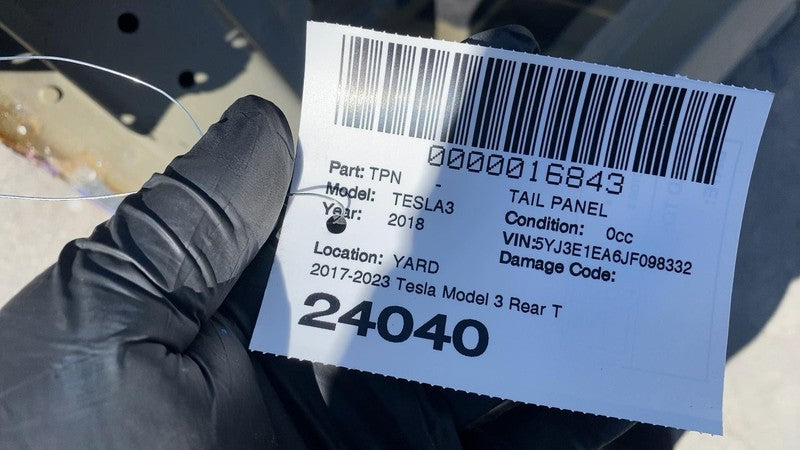 0000016843
Part: TPN - TAIL PANEL
Model: TESLA3 Condition: 0cc
Year: 2018 VIN:5YJ3E1EA6JF098332
Damage Code:
Location: YARD
2017-2023 Tesla Model 3 Rear T
24040